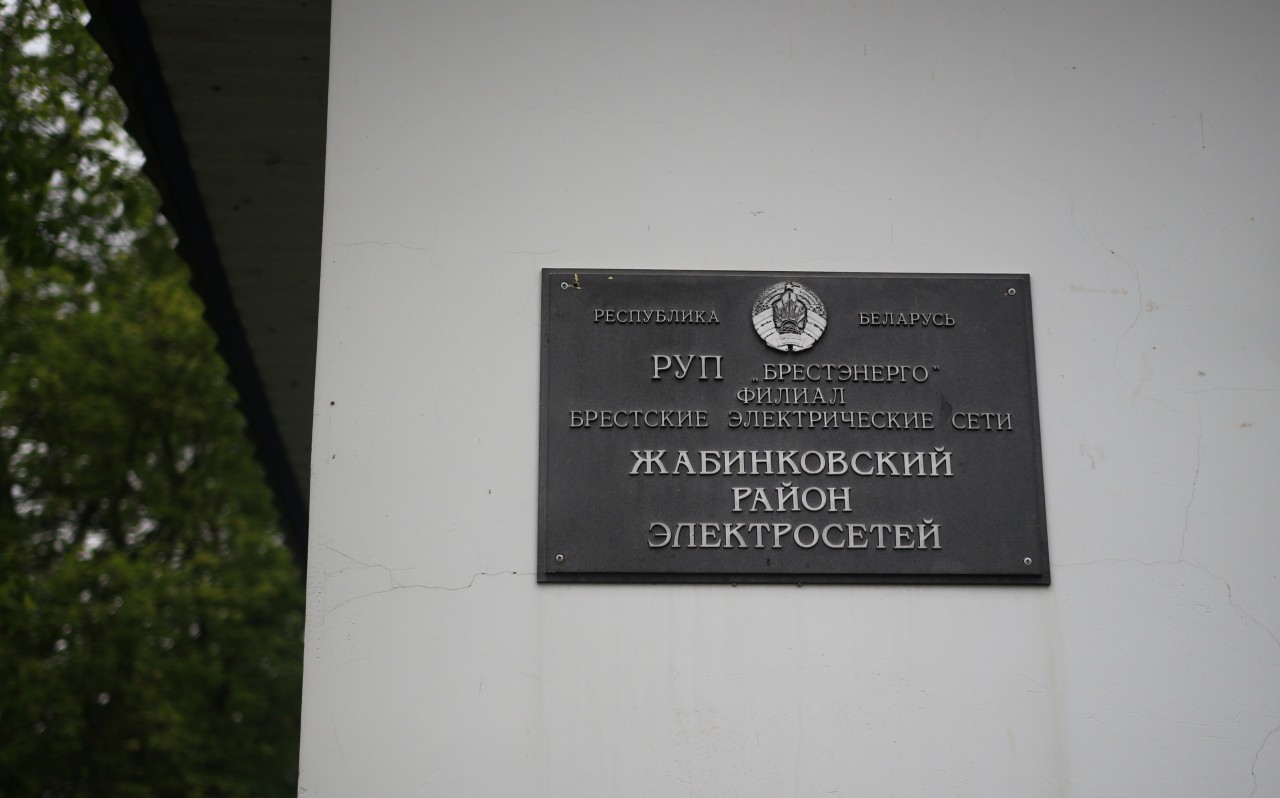 РЕСПУБЛИКА БЕЛАРУСЬ
РУП „БРЕСТЭНЕРГО"
ФИЛИАЛ
БРЕСТСКИЕ ЭЛЕКТРИЧЕСКИЕ СЕТИ
ЖАБИНКОВСКИЙ
РАЙОН
ЭЛЕКТРОСЕТЕЙ